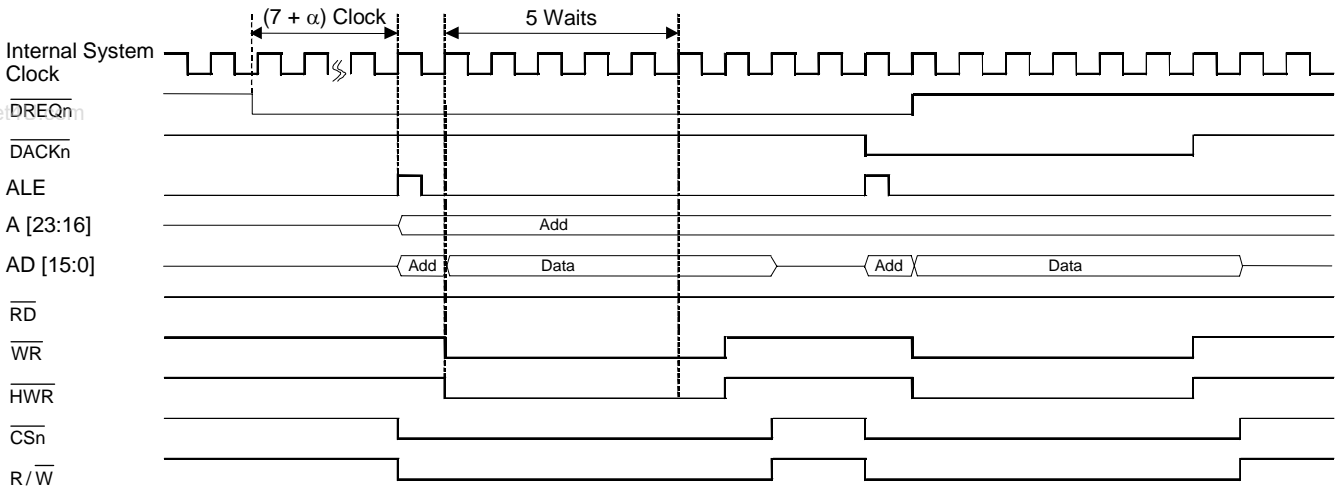 (7 + α) Clock
5 Waits
Internal System
Clock
DREQn
DACKn
ALE
A [23:16]
Add
AD [15:0]
Add
Data
Add
Data
RD
WR
HWR
CSn
R/W